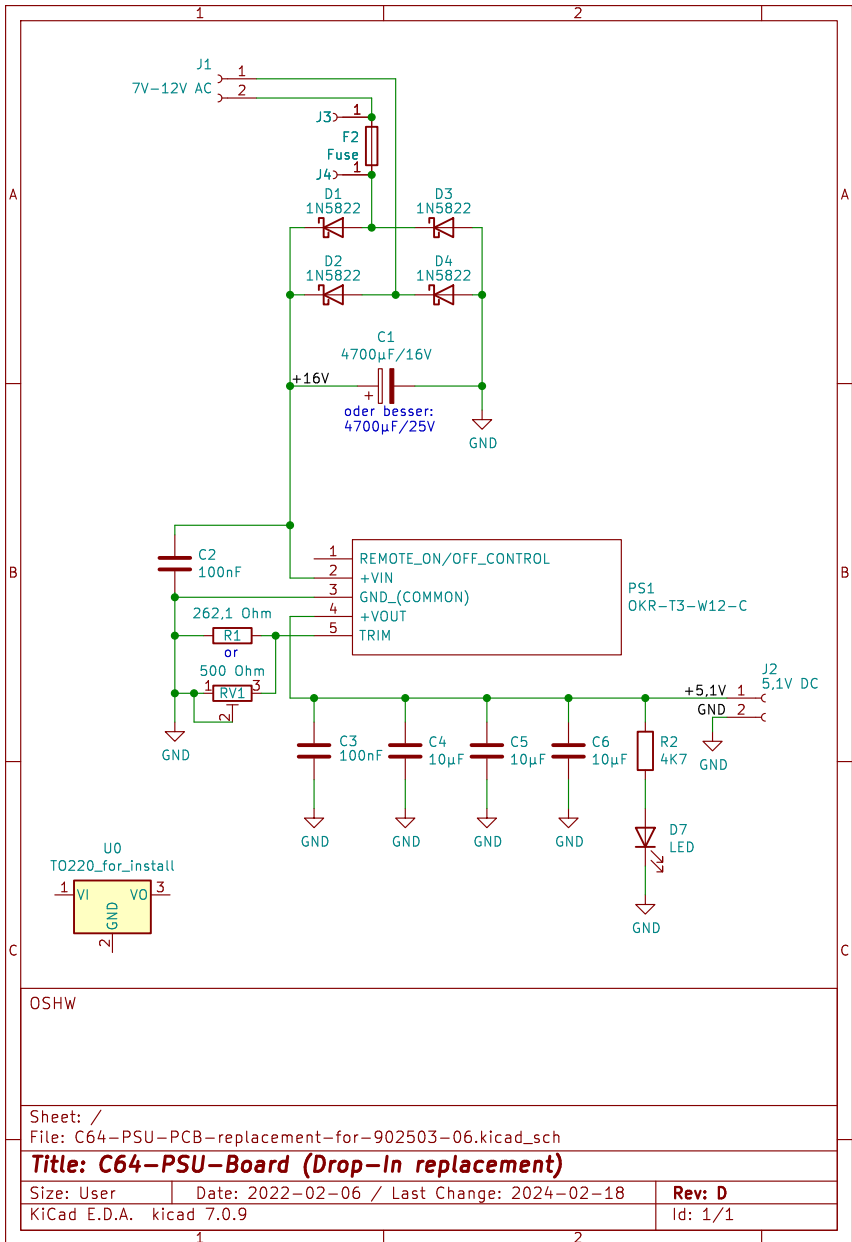 1
2
J1
7V-12V AC
1
2
J3
1
F2
Fuse
J4
1
A
A
D1
1N5822
D3
1N5822
D2
1N5822
D4
1N5822
C1
4700µF/16V
+16V
+
oder besser:
4700µF/25V
GND
B
B
C2
100nF
1
REMOTE_ON/OFF_CONTROL
2
+VIN
3
GND_(COMMON)
4
+VOUT
5
TRIM
PS1
OKR-T3-W12-C
262,1 Ohm
R1
or
500 Ohm
1
RV1
3
2
GND
J2
5,1V DC
+5,1V
1
GND
2
GND
C3
100nF
C4
10µF
C5
10µF
C6
10µF
R2
4K7
GND
GND
GND
GND
D7
LED
GND
U0
TO220_for_install
1
VI
VO
3
GND
2
C
C
OSHW
Sheet: /
File: C64-PSU-PCB-replacement-for-902503-06.kicad_sch
Title: C64-PSU-Board (Drop-In replacement)
Size: User
Date: 2022-02-06 / Last Change: 2024-02-18
Rev: D
KiCad E.D.A. kicad 7.0.9
Id: 1/1
1
2